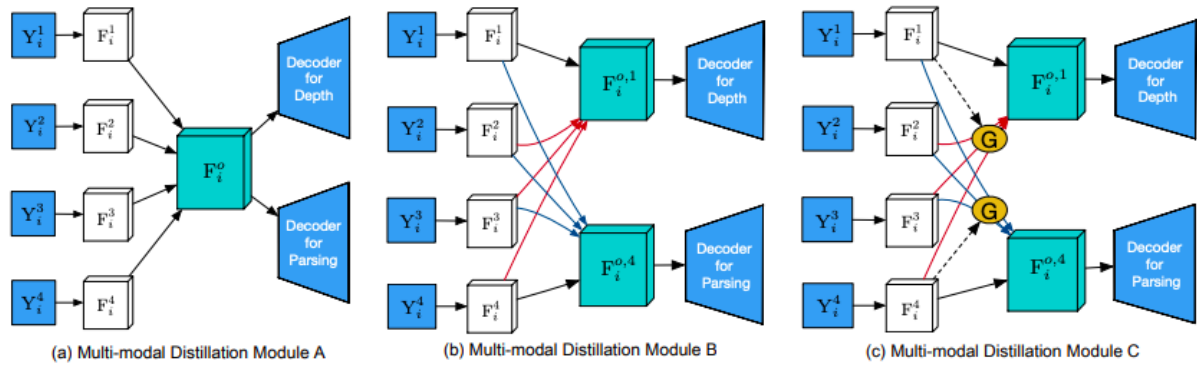 Y_i^1
F_i^1
Y_i^2
F_i^2
Y_i^3
F_i^3
Y_i^4
F_i^4
F_i^o
Decoder
for
Depth
Decoder
for
Parsing
(a) Multi-modal Distillation Module A
Y_i^1
F_i^1
Y_i^2
F_i^2
Y_i^3
F_i^3
Y_i^4
F_i^4
F_i^{o,1}
F_i^{o,4}
Decoder
for
Depth
Decoder
for
Parsing
(b) Multi-modal Distillation Module B
Y_i^1
F_i^1
Y_i^2
F_i^2
Y_i^3
F_i^3
Y_i^4
F_i^4
G
G
F_i^{o,1}
F_i^{o,4}
Decoder
for
Depth
Decoder
for
Parsing
(c) Multi-modal Distillation Module C